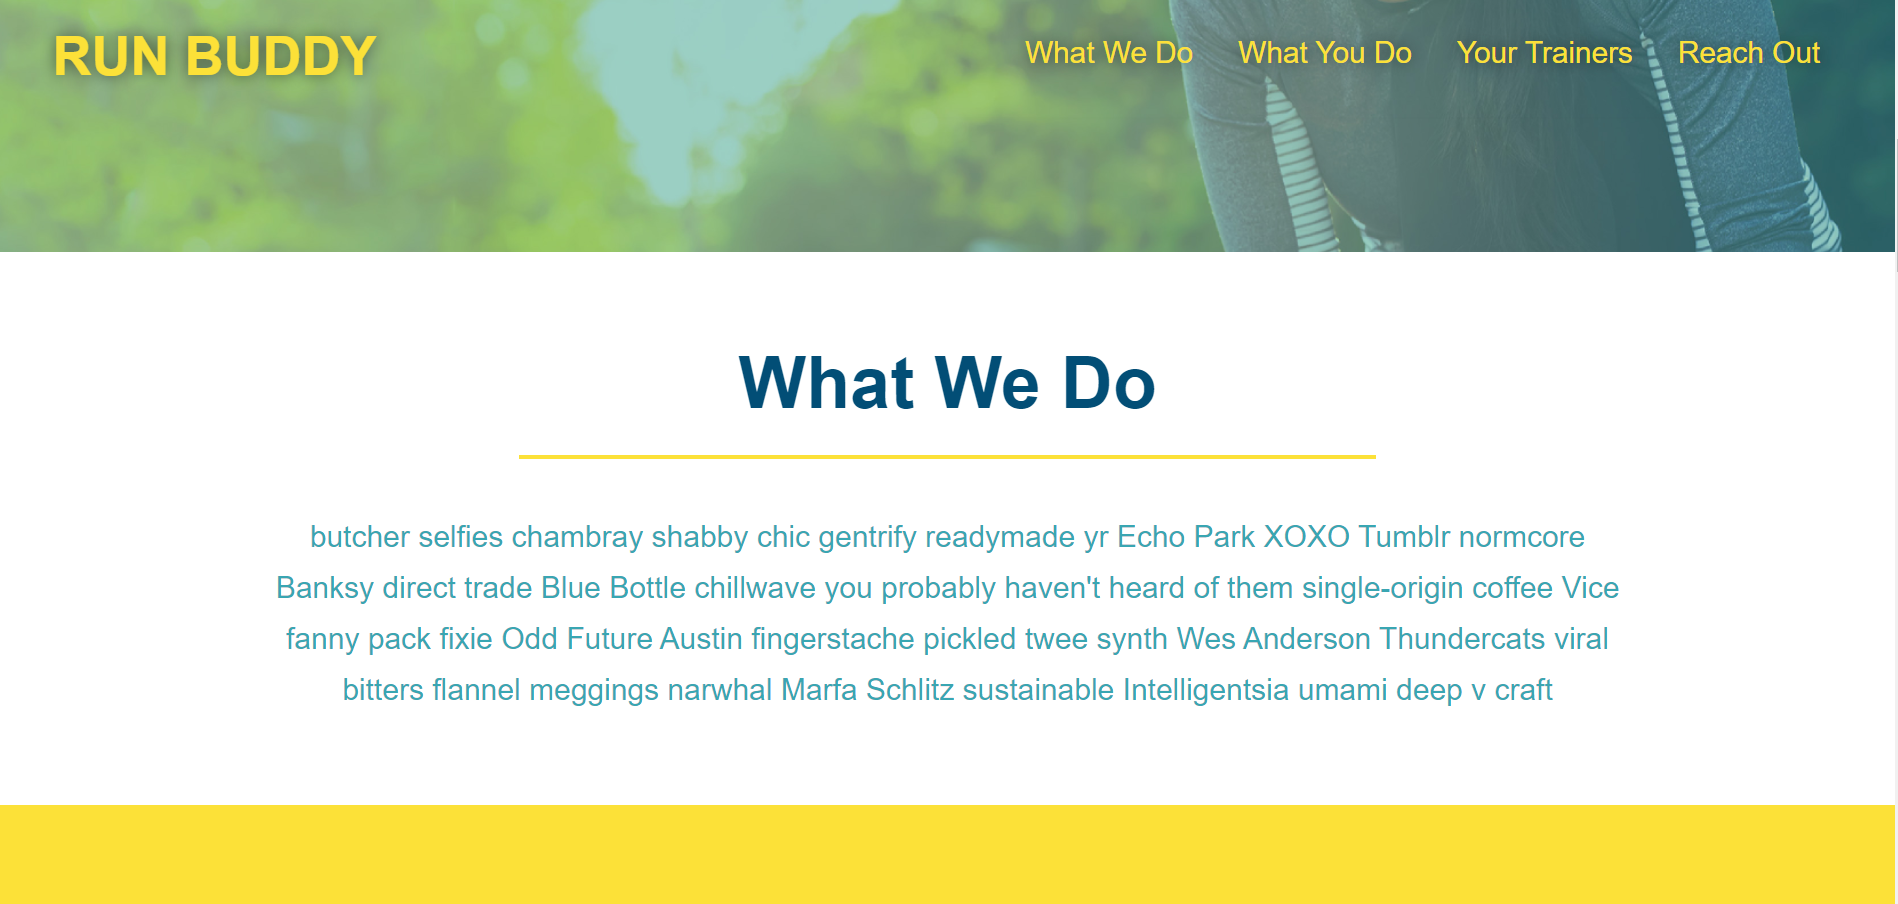 RUN BUDDY
What We Do What You Do Your Trainers Reach Out
What We Do
butcher selfies chambray shabby chic gentrify readymade yr Echo Park XOXO Tumblr normcore
Banksy direct trade Blue Bottle chillwave you probably haven't heard of them single-origin coffee Vice
fanny pack fixie Odd Future Austin fingerstache pickled twee synth Wes Anderson Thundercats viral
bitters flannel meggings narwhal Marfa Schlitz sustainable Intelligentsia umami deep v craft